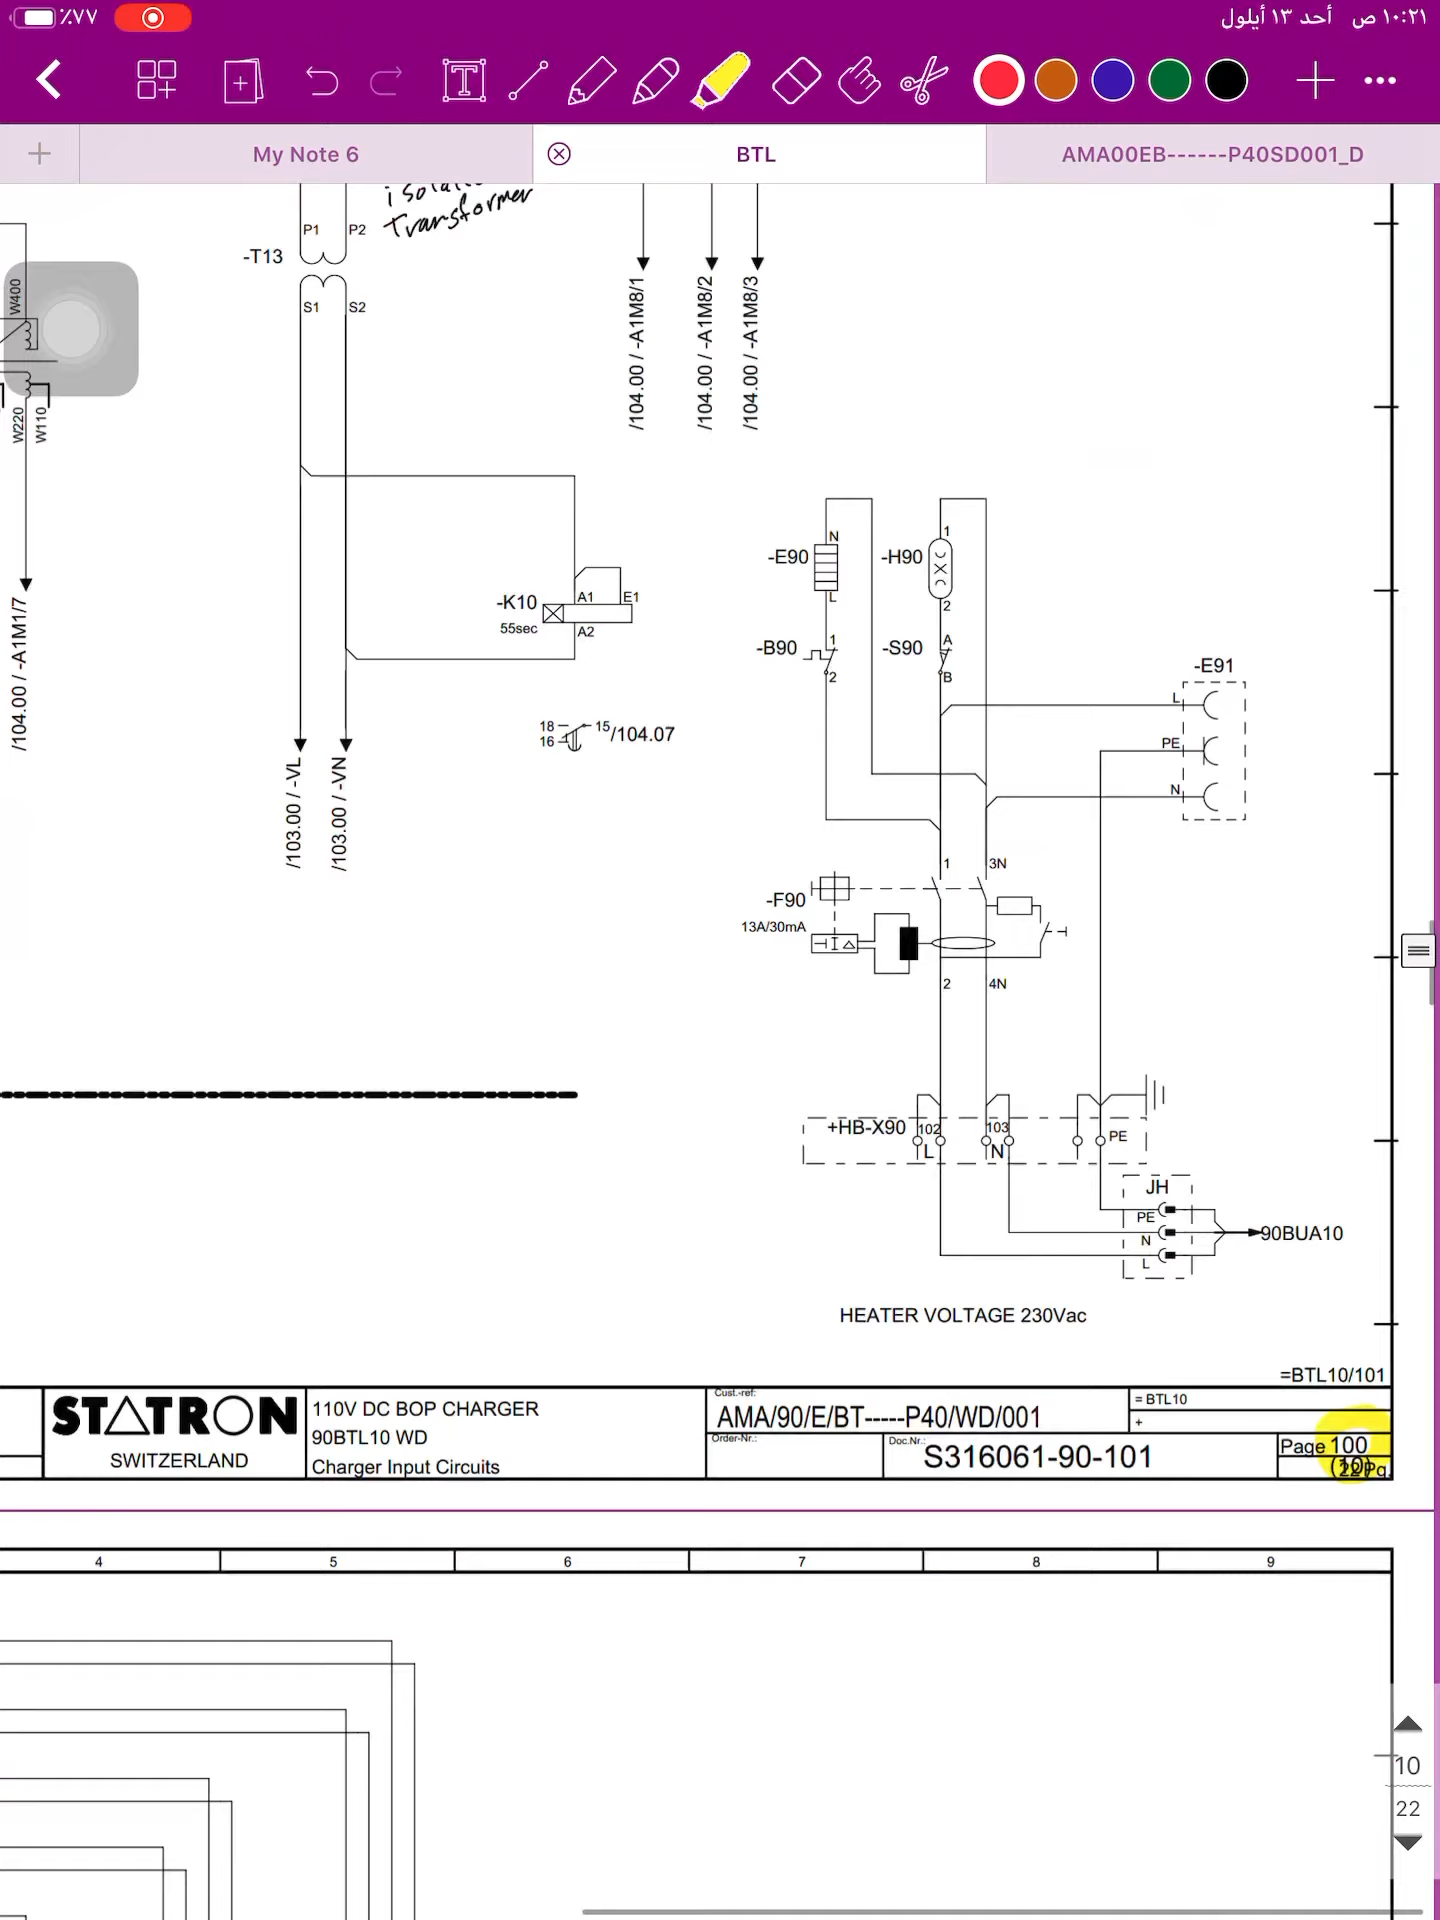 ٪٧٧
١٠:٢١ ص أحد ١٣ أيلول
My Note 6
BTL
AMA00EB------P40SD001_D
Transformer
P1
P2
-T13
S1
S2
W400
W220
W110
/104.00 / -A1M1/7
/104.00 / -A1M8/1
/104.00 / -A1M8/2
/104.00 / -A1M8/3
-K10
55sec
A1
E1
A2
18
16
15
/104.07
/103.00 / -VL
/103.00 / -VN
-E90
N
L
-H90
1
2
-B90
1
2
-S90
A
B
-E91
L
PE
N
1
3N
-F90
13A/30mA
I
2
4N
+HB-X90
102
103
L
N
PE
JH
PE
N
L
90BUA10
HEATER VOLTAGE 230Vac
=BTL10/101
STATRON
SWITZERLAND
110V DC BOP CHARGER
90BTL10 WD
Charger Input Circuits
Cust.-ref:
AMA/90/E/BT-----P40/WD/001
= BTL10
+
Order-Nr.:
Doc.Nr.:
S316061-90-101
Page 100
(10)
22 Pg.
4
5
6
7
8
9
10
22